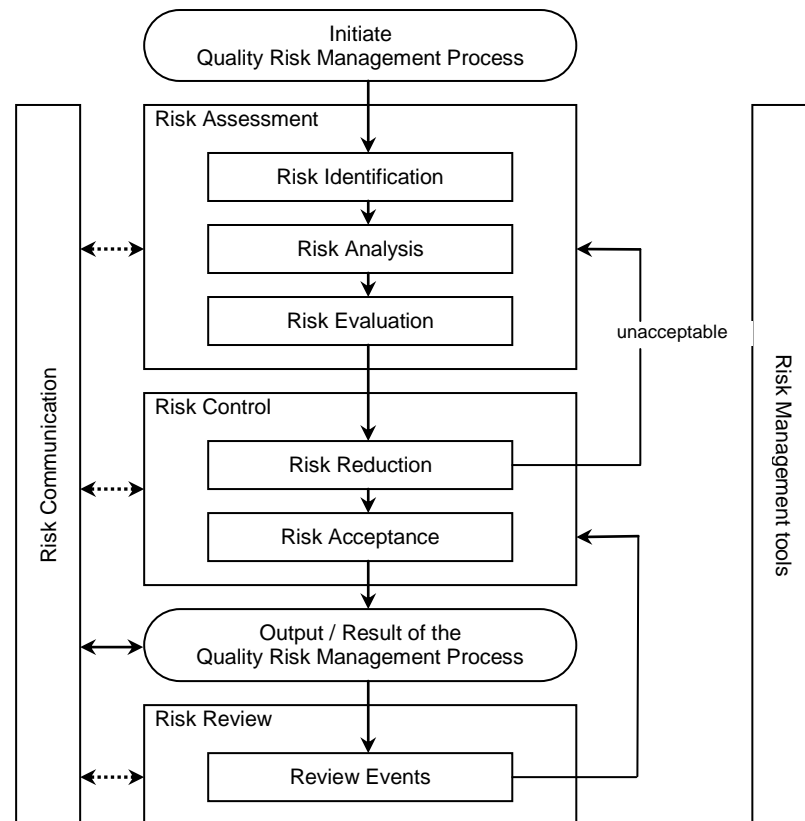 Initiate
Quality Risk Management Process
Risk Assessment
Risk Identification
Risk Analysis
Risk Evaluation
unacceptable
Risk Control
Risk Reduction
Risk Acceptance
Output / Result of the
Quality Risk Management Process
Risk Review
Review Events
Risk Communication
Risk Management tools